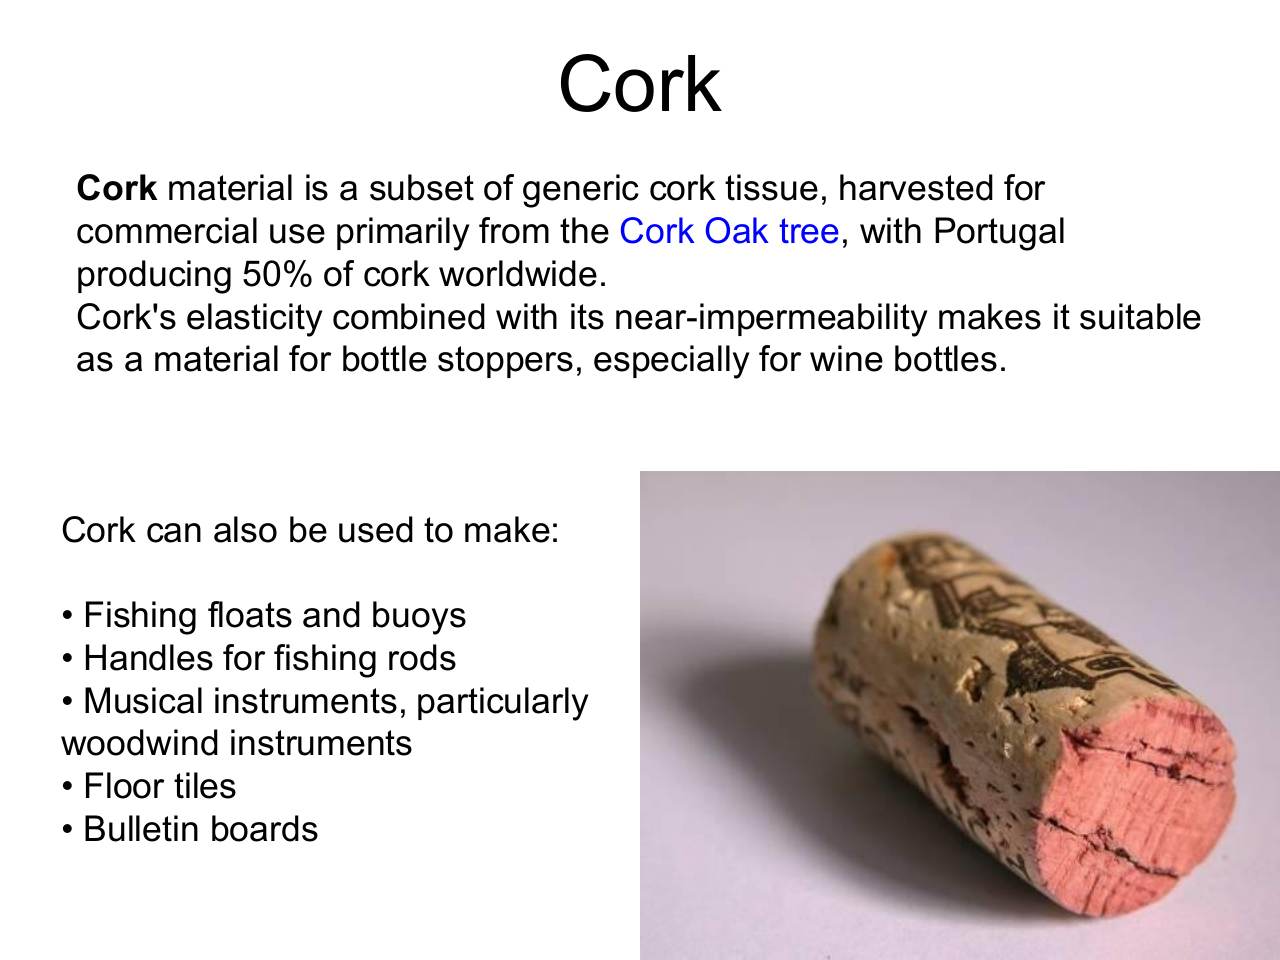 Cork
Cork material is a subset of generic cork tissue, harvested for
commercial use primarily from the Cork Oak tree, with Portugal
producing 50% of cork worldwide.
Cork's elasticity combined with its near-impermeability makes it suitable
as a material for bottle stoppers, especially for wine bottles.
Cork can also be used to make:
• Fishing floats and buoys
• Handles for fishing rods
• Musical instruments, particularly
woodwind instruments
• Floor tiles
• Bulletin boards